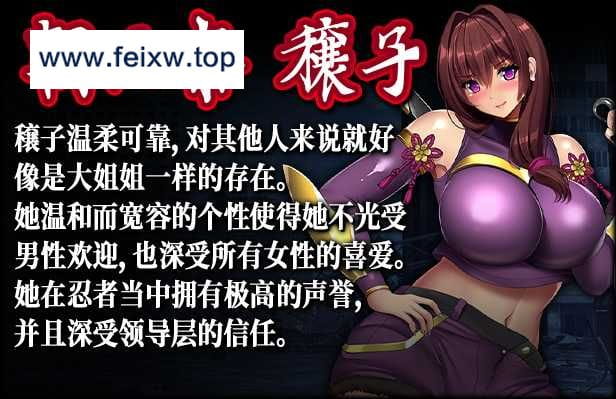 www.feixw.top
穰子
穰子温柔可靠，对其他人来说就好
像是大姐姐一样的存在。
她温和而宽容的个性使得她不光受
男性欢迎，也深受所有女性的喜爱。
她在忍者当中拥有极高的声誉，
并且深受领导层的信任。